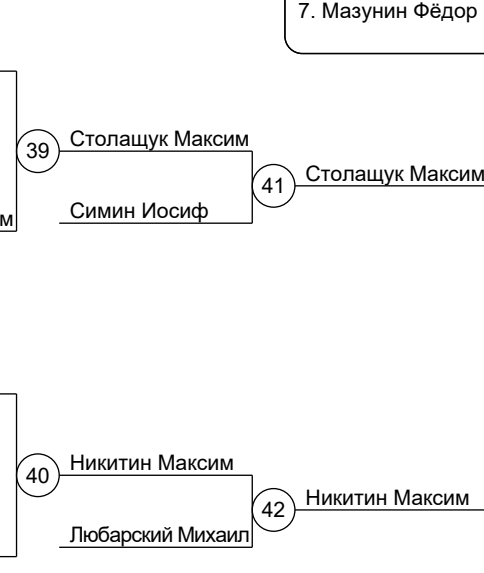 7. Мазунин Фёдор
39
Столащук Максим
41
Столащук Максим
Симин Иосиф
м
40
Никитин Максим
42
Никитин Максим
Любарский Михаил